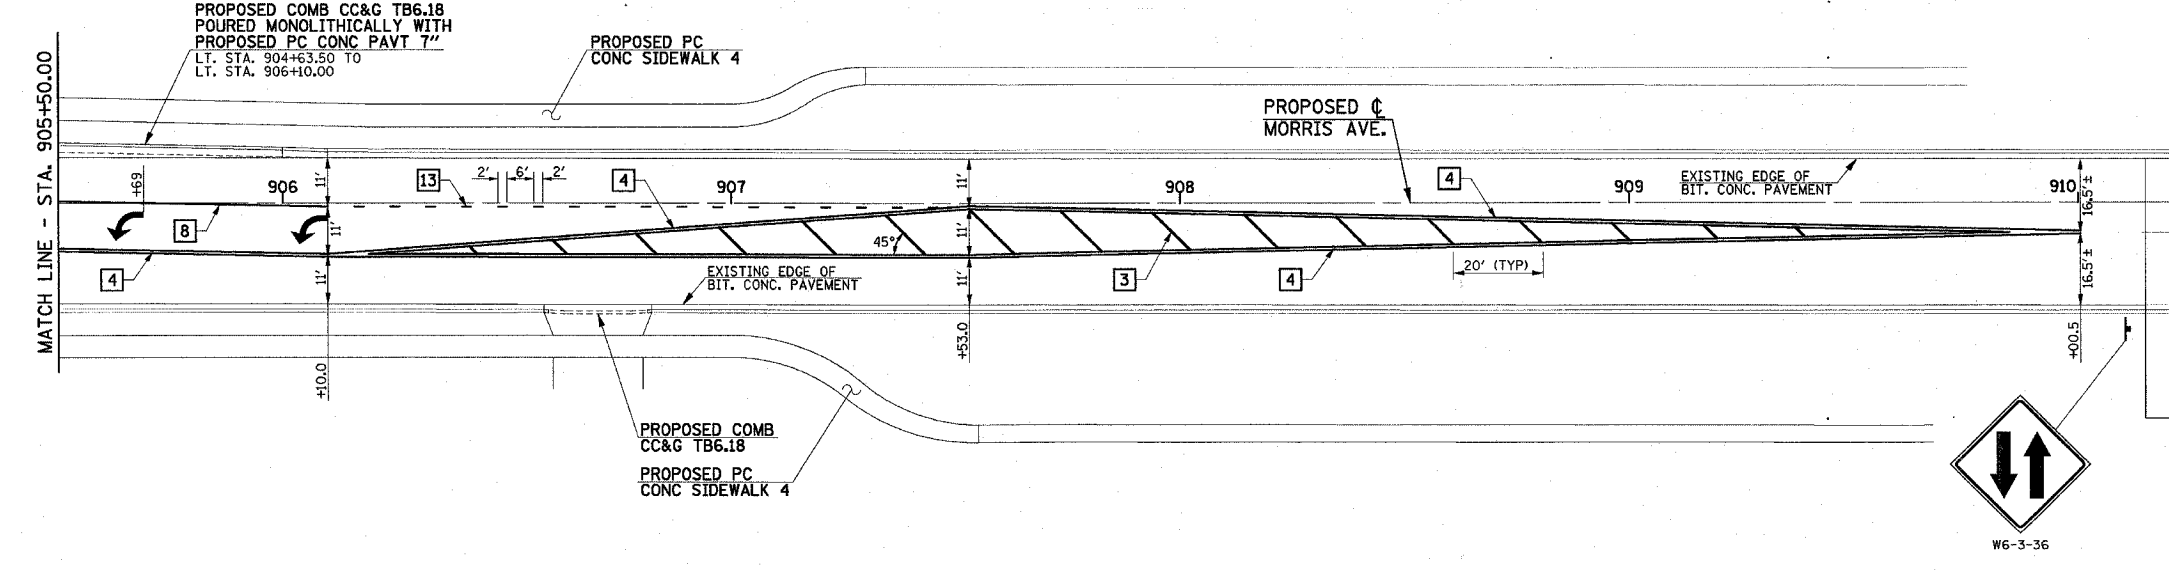 PROPOSED COMB CC&G TB6.18
POURED MONOLITHICALLY WITH
PROPOSED PC CONC PAVT 7"
LT. STA. 904+63.50 TO
LT. STA. 906+10.00
PROPOSED PC
CONC SIDEWALK 4
MATCH LINE - STA. 905+50.00
PROPOSED ℄
MORRIS AVE.
EXISTING EDGE OF
BIT. CONC. PAVEMENT
+69
906
11'
13
2'
6'
2'
4
907
11'
908
4
909
910
16.5'±
8
11'
45°
11'
4
11'
EXISTING EDGE OF
BIT. CONC. PAVEMENT
11'
3
4
20' (TYP)
16.5'±
+10.0
+53.0
+00.5
PROPOSED COMB
CC&G TB6.18
PROPOSED PC
CONC SIDEWALK 4
W6-3-36